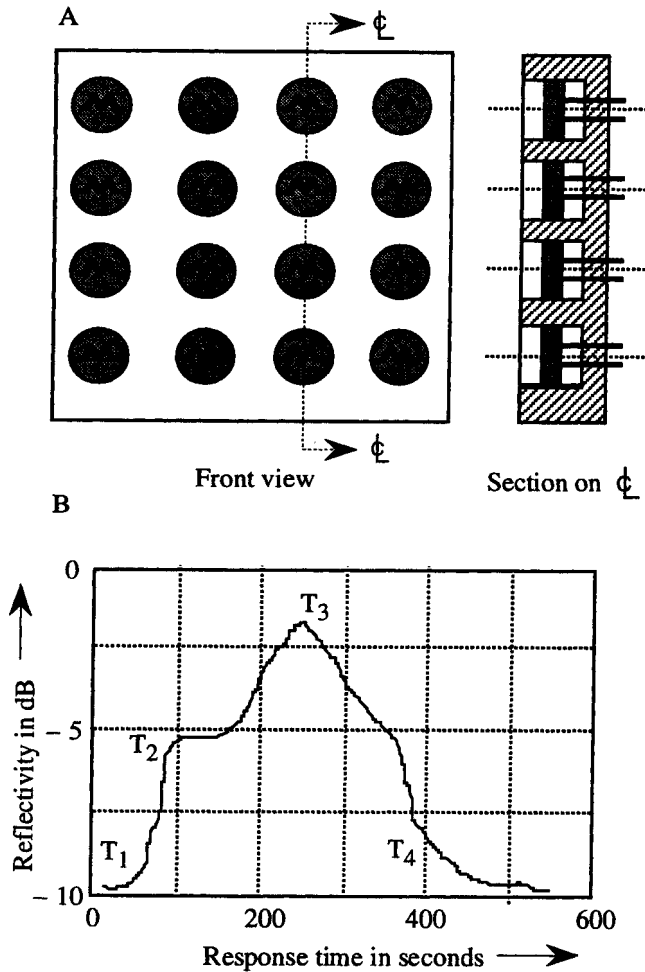 A
℄
℄
Front view
Section on ℄
B
0
T3
T2
-5
T1
T4
-10
0
200
400
600
Reflectivity in dB
Response time in seconds